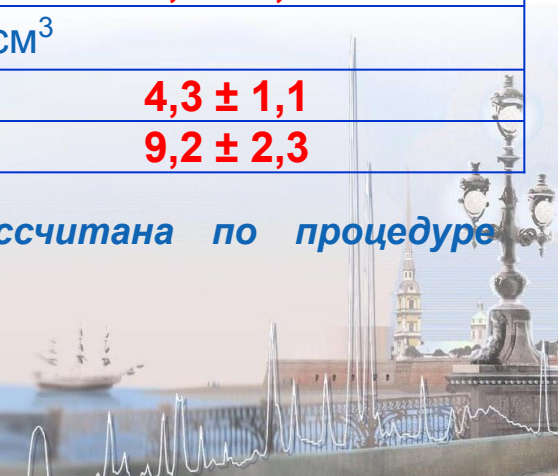 см³
4,3 ± 1,1
9,2 ± 2,3
ссчитана по процедуре